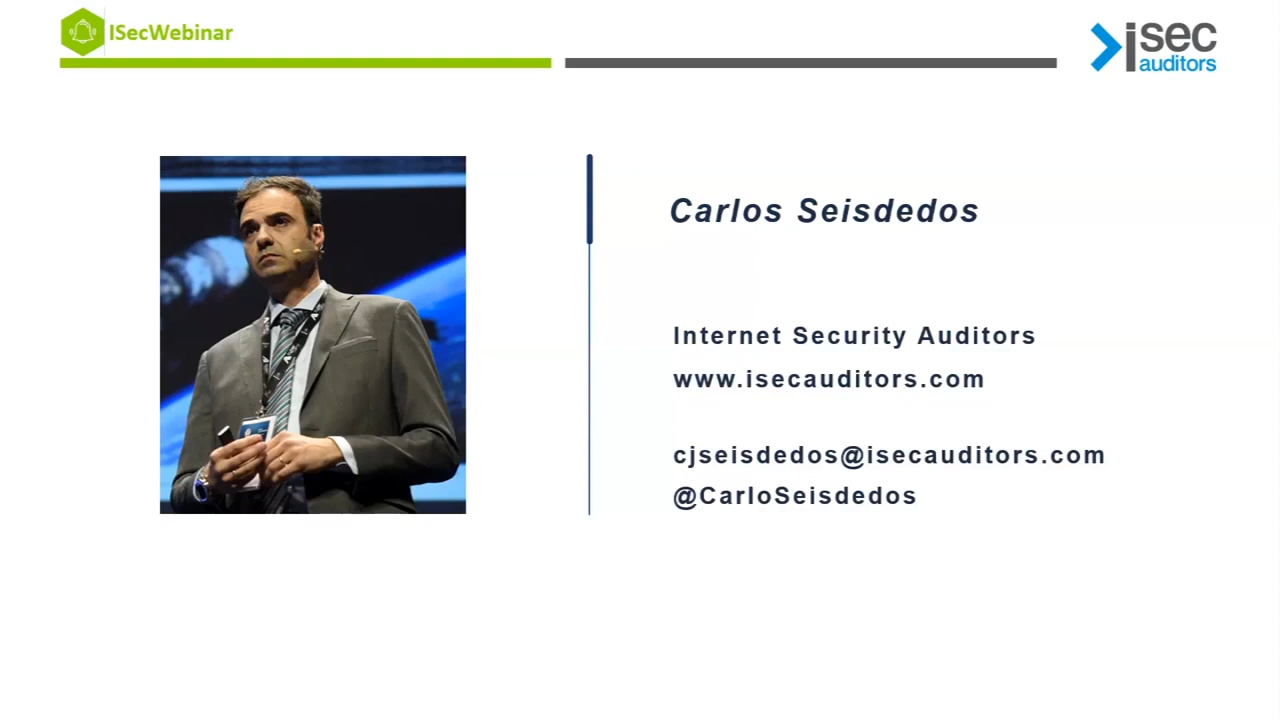 ISecWebinar
isec
auditors
Carlos Seisdedos
Internet Security Auditors
www.isecauditors.com
cjseisdedos@isecauditors.com
@CarloSeisdedos